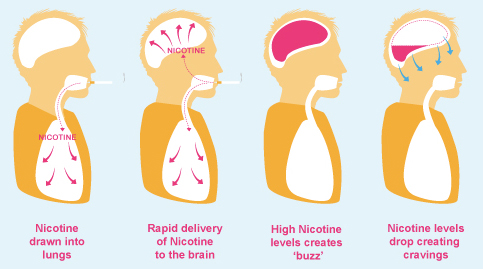 NICOTINE
NICOTINE
Nicotine
drawn into
lungs
Rapid delivery
of Nicotine
to the brain
High Nicotine
levels creates
‘buzz’
Nicotine levels
drop creating
cravings